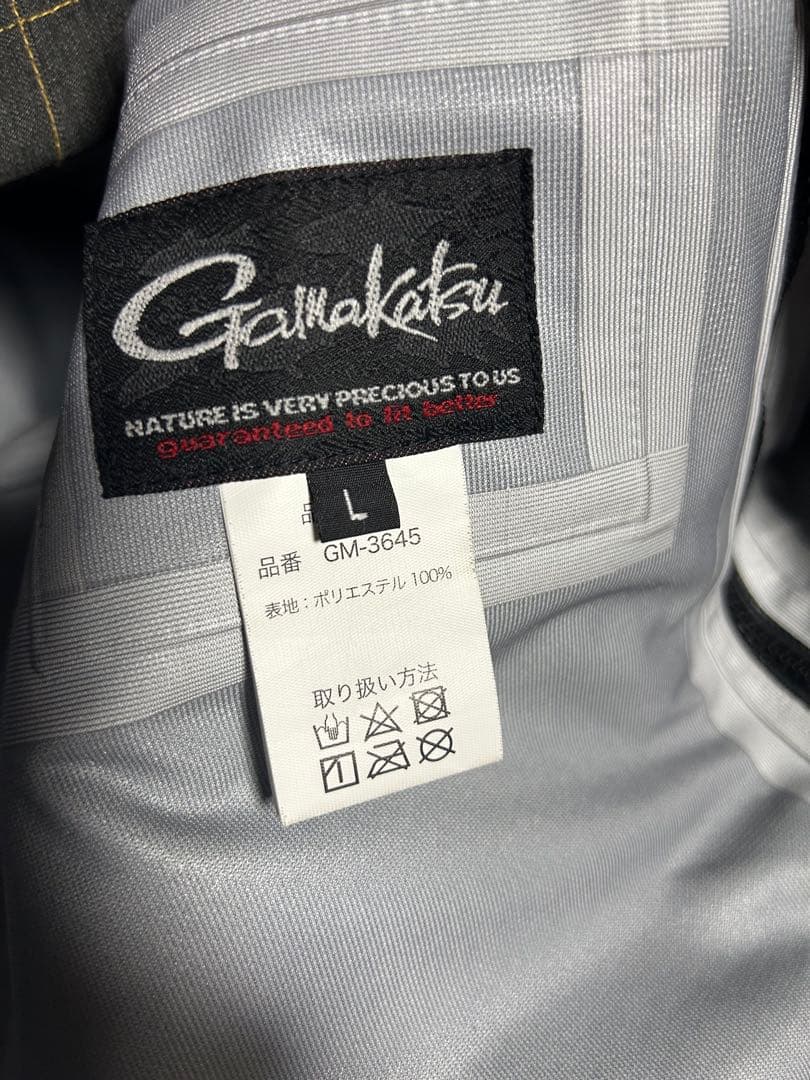 Gamakatsu
NATURE IS VERY PRECIOUS TO US
guaranteed to fit better
L
品
品番 GM-3645
表地：ポリエステル 100%
取り扱い方法